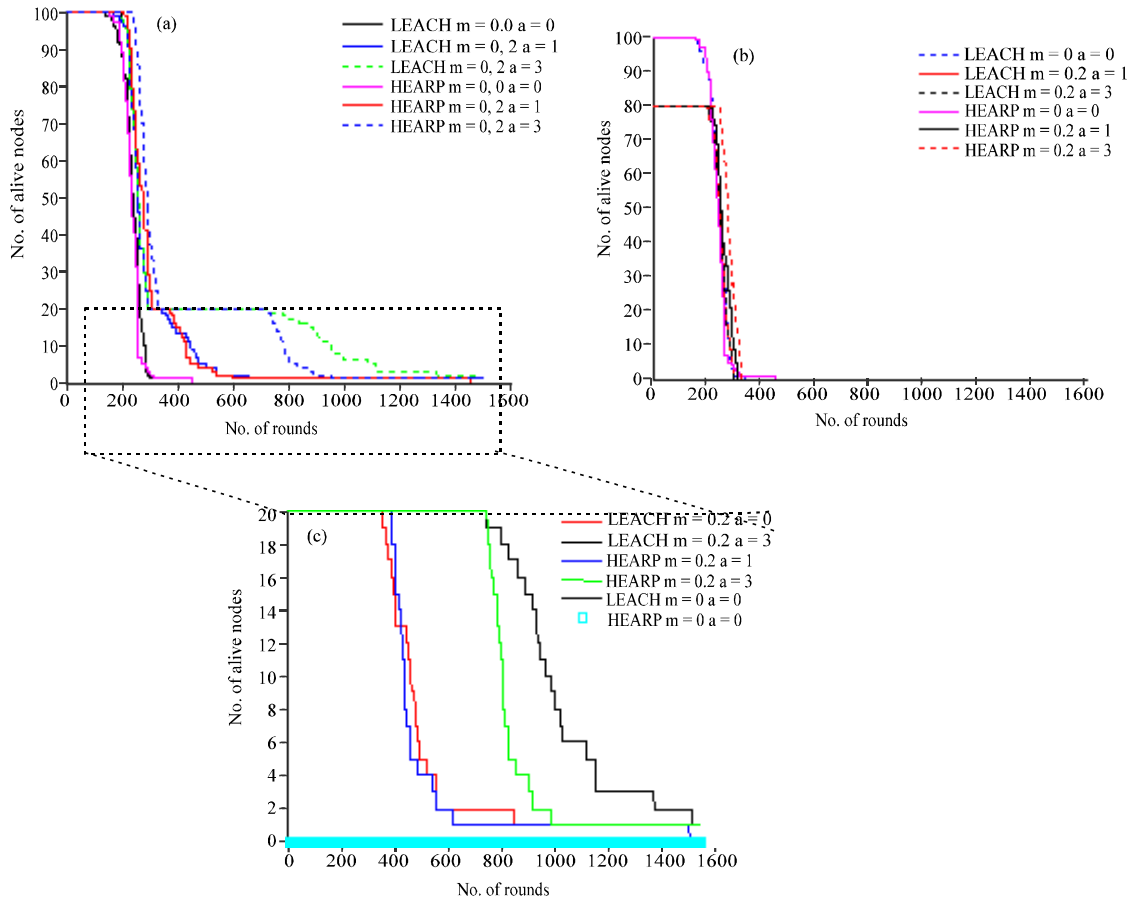 (a)
No. of alive nodes
100
90
80
70
60
50
40
30
20
10
0
0 200 400 600 800 1000 1200 1400 1600
No. of rounds
LEACH m = 0.0 a = 0
LEACH m = 0, 2 a = 1
LEACH m = 0, 2 a = 3
HEARP m = 0, 0 a = 0
HEARP m = 0, 2 a = 1
HEARP m = 0, 2 a = 3
(b)
No. of alive nodes
100
90
80
70
60
50
40
30
20
10
0
0 200 400 600 800 1000 1200 1400 1600
No. of rounds
LEACH m = 0 a = 0
LEACH m = 0.2 a = 1
LEACH m = 0.2 a = 3
HEARP m = 0 a = 0
HEARP m = 0.2 a = 1
HEARP m = 0.2 a = 3
(c)
No. of alive nodes
20
18
16
14
12
10
8
6
4
2
0
0 200 400 600 800 1000 1200 1400 1600
No. of rounds
LEACH m = 0.2 a = 0
LEACH m = 0.2 a = 3
HEARP m = 0.2 a = 1
HEARP m = 0.2 a = 3
LEACH m = 0 a = 0
HEARP m = 0 a = 0